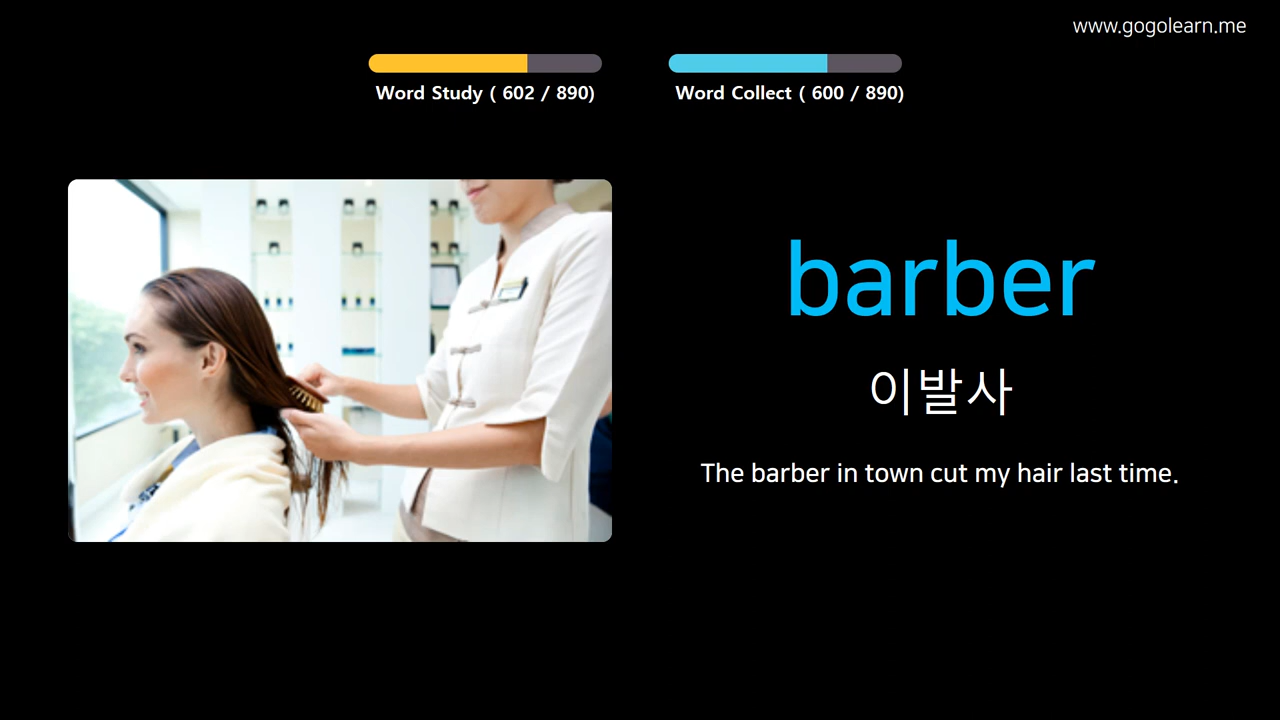 www.gogolearn.me
Word Study ( 602 / 890)
Word Collect ( 600 / 890)
barber
이발사
The barber in town cut my hair last time.